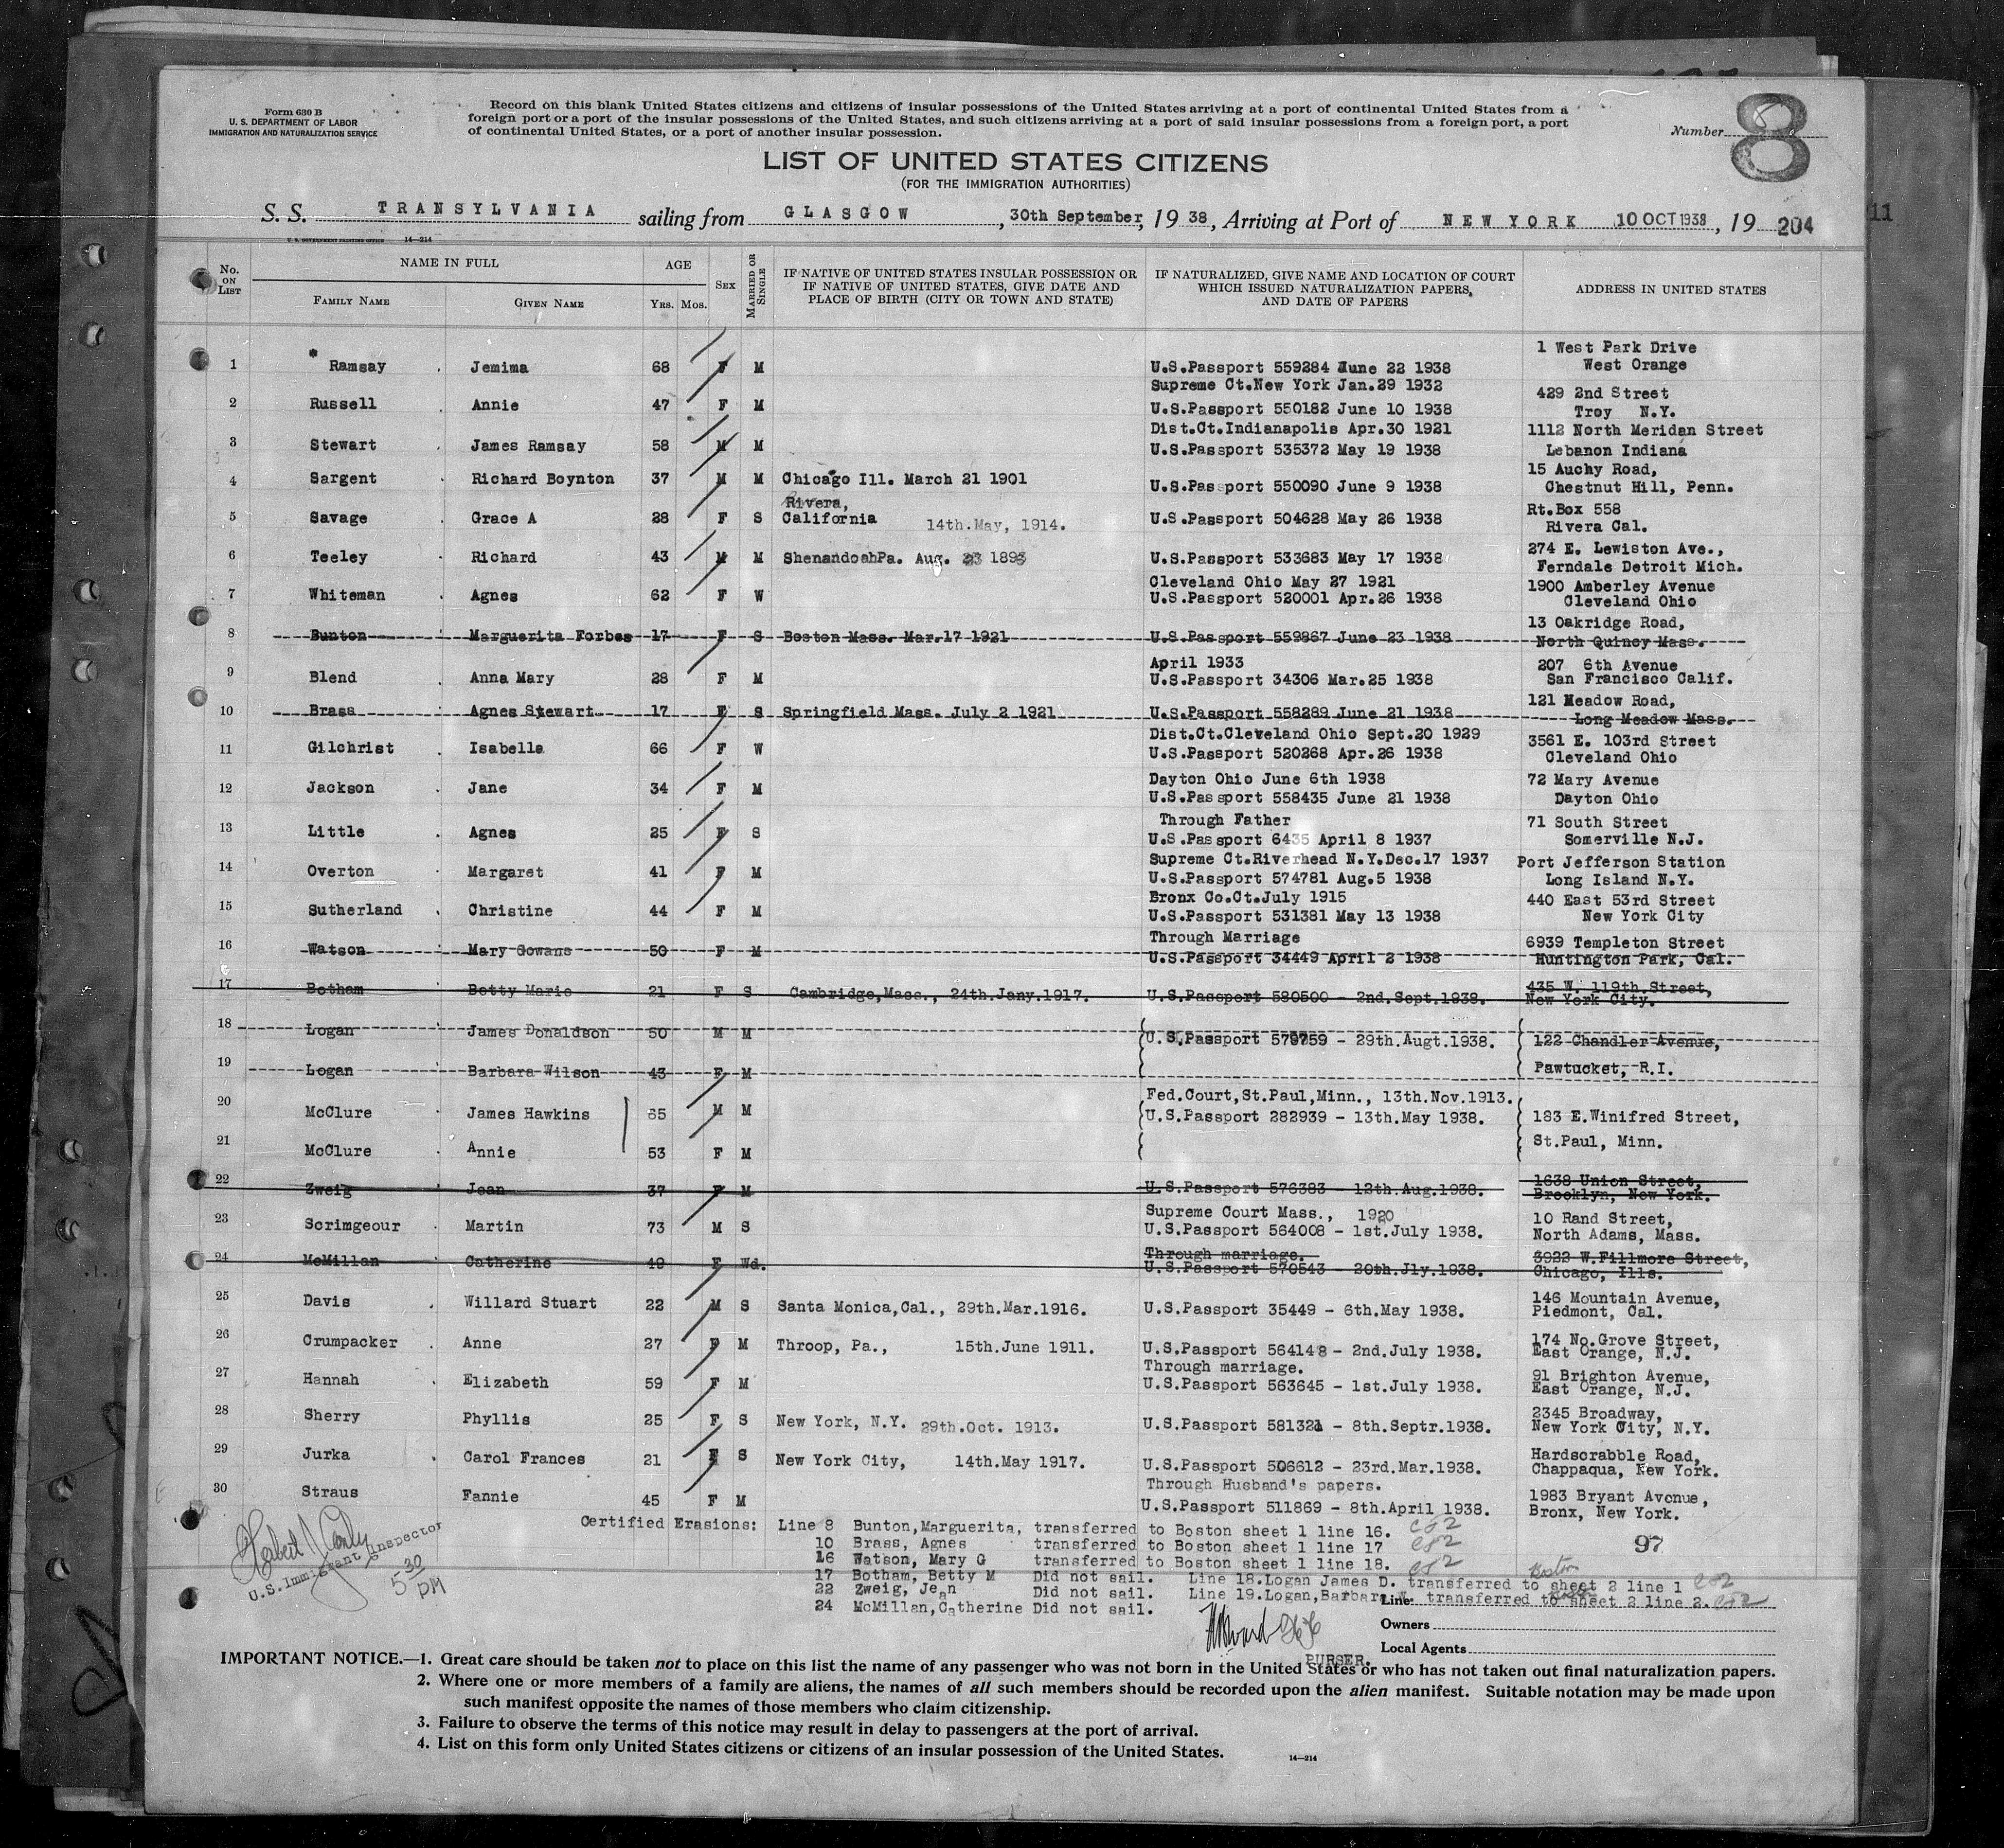 Form 630 B
U. S. DEPARTMENT OF LABOR
IMMIGRATION AND NATURALIZATION SERVICE
Record on this blank United States citizens and citizens of insular possessions of the United States arriving at a port of continental United States from a
foreign port or a port of the insular possessions of the United States, and such citizens arriving at a port of said insular possessions from a foreign port, a port
of continental United States, or a port of another insular possession.
Number 8
LIST OF UNITED STATES CITIZENS
(FOR THE IMMIGRATION AUTHORITIES)
S. S. TRANSYLVANIA sailing from GLASGOW, 30th September, 1938, Arriving at Port of NEW YORK 10 OCT 1938, 19 204
11
U. S. GOVERNMENT PRINTING OFFICE 14—214
No. ON LIST
NAME IN FULL
FAMILY NAME
GIVEN NAME
AGE
YRS. MOS.
SEX
MARRIED OR SINGLE
IF NATIVE OF UNITED STATES INSULAR POSSESSION OR
IF NATIVE OF UNITED STATES, GIVE DATE AND
PLACE OF BIRTH (CITY OR TOWN AND STATE)
IF NATURALIZED, GIVE NAME AND LOCATION OF COURT
WHICH ISSUED NATURALIZATION PAPERS,
AND DATE OF PAPERS
ADDRESS IN UNITED STATES
1 West Park Drive
1 Ramsay Jemima 68 F M U.S.Passport 559284 June 22 1938 West Orange
Supreme Ct.New York Jan.29 1932 429 2nd Street
2 Russell Annie 47 F M U.S.Passport 550182 June 10 1938 Troy N.Y.
Dist.Ct.Indianapolis Apr.30 1921 1112 North Meridan Street
3 Stewart James Ramsay 58 M M U.S.Passport 535372 May 19 1938 Lebanon Indiana
15 Auchy Road,
4 Sargent Richard Boynton 37 M M Chicago Ill. March 21 1901 U.S.Passport 550090 June 9 1938 Chestnut Hill, Penn.
Rivera, Rt.Box 558
5 Savage Grace A 28 F S California 14th.May, 1914. U.S.Passport 504628 May 26 1938 Rivera Cal.
274 E. Lewiston Ave.,
6 Teeley Richard 43 M M ShenandoahPa. Aug. 23 1893 U.S.Passport 533683 May 17 1938 Ferndale Detroit Mich.
Cleveland Ohio May 27 1921 1900 Amberley Avenue
7 Whiteman Agnes 62 F W U.S.Passport 520001 Apr.26 1938 Cleveland Ohio
13 Oakridge Road,
8 Bunton Marguerita Forbes 17 F S Boston Mass. Mar.17 1921 U.S.Passport 559867 June 23 1938 North Quincy Mass.
April 1933 207 6th Avenue
9 Blend Anna Mary 28 F M U.S.Passport 34306 Mar.25 1938 San Francisco Calif.
121 Meadow Road,
10 Brass Agnes Stewart 17 F S Springfield Mass. July 2 1921 U.S.Passport 558289 June 21 1938 Long Meadow Mass.
Dist.Ct.Cleveland Ohio Sept.20 1929 3561 E. 103rd Street
11 Gilchrist Isabella 66 F W U.S.Passport 520268 Apr.26 1938 Cleveland Ohio
Dayton Ohio June 6th 1938 72 Mary Avenue
12 Jackson Jane 34 F M U.S.Passport 558435 June 21 1938 Dayton Ohio
Through Father 71 South Street
13 Little Agnes 25 F S U.S.Passport 6435 April 8 1937 Somerville N.J.
Supreme Ct.Riverhead N.Y.Dec.17 1937 Port Jefferson Station
14 Overton Margaret 41 F M U.S.Passport 574781 Aug.5 1938 Long Island N.Y.
Bronx Co.Ct.July 1915 440 East 53rd Street
15 Sutherland Christine 44 F M U.S.Passport 531381 May 13 1938 New York City
Through Marriage 6939 Templeton Street
16 Watson Mary Gowans 50 F M U.S.Passport 34449 April 2 1938 Huntington Park, Cal.
435 W. 119th.Street,
17 Botham Betty Marie 21 F S Cambridge,Mass., 24th.Jany.1917. U.S.Passport 580500 - 2nd.Sept.1938. New York City.
18 Logan James Donaldson 50 M M U.S.Passport 579759 - 29th.Augt.1938. 122 Chandler Avenue,
19 Logan Barbara Wilson 43 F M Pawtucket, R.I.
Fed.Court,St.Paul,Minn., 13th.Nov.1913.
20 McClure James Hawkins 65 M M U.S.Passport 282939 - 13th.May 1938. 183 E.Winifred Street,
21 McClure Annie 53 F M St.Paul, Minn.
1638 Union Street,
22 Zweig Jean 37 F M U.S.Passport 576383 - 12th.Aug.1938. Brooklyn, New York.
Supreme Court Mass., 1920 10 Rand Street,
23 Scrimgeour Martin 73 M S U.S.Passport 564008 - 1st.July 1938. North Adams, Mass.
Through marriage. 3922 W.Fillmore Street,
24 McMillan Catherine 49 F Wd. U.S.Passport 570543 - 20th.Jly.1938. Chicago, Ills.
146 Mountain Avenue,
25 Davis Willard Stuart 22 M S Santa Monica,Cal., 29th.Mar.1916. U.S.Passport 35449 - 6th.May 1938. Piedmont, Cal.
174 No.Grove Street,
26 Crumpacker Anne 27 F M Throop, Pa., 15th.June 1911. U.S.Passport 564148 - 2nd.July 1938. East Orange, N.J.
Through marriage. 91 Brighton Avenue,
27 Hannah Elizabeth 59 F M U.S.Passport 563645 - 1st.July 1938. East Orange, N.J.
2345 Broadway,
28 Sherry Phyllis 25 F S New York, N.Y. 29th.Oct. 1913. U.S.Passport 581321 - 8th.Septr.1938. New York City, N.Y.
Hardscrabble Road,
29 Jurka Carol Frances 21 F S New York City, 14th.May 1917. U.S.Passport 506612 - 23rd.Mar.1938. Chappaqua, New York.
Through Husband's papers. 1983 Bryant Avenue,
30 Straus Fannie 45 F M U.S.Passport 511869 - 8th.April 1938. Bronx, New York.
Certified Erasions: Line 8 Bunton,Marguerita, transferred to Boston sheet 1 line 16.
10 Brass, Agnes transferred to Boston sheet 1 line 17
16 Watson, Mary G transferred to Boston sheet 1 line 18.
17 Botham, Betty M Did not sail. Line 18.Logan James D. transferred to Boston sheet 2 line 1
22 Zweig, Jean Did not sail. Line 19.Logan,Barbara W. transferred to Boston sheet 2 line 2.
24 McMillan,Catherine Did not sail.
97
U.S.Immigrant Inspector
5 30 PM
Line
Owners
Local Agents
PURSER.
IMPORTANT NOTICE.—1. Great care should be taken not to place on this list the name of any passenger who was not born in the United States or who has not taken out final naturalization papers.
2. Where one or more members of a family are aliens, the names of all such members should be recorded upon the alien manifest. Suitable notation may be made upon
such manifest opposite the names of those members who claim citizenship.
3. Failure to observe the terms of this notice may result in delay to passengers at the port of arrival.
4. List on this form only United States citizens or citizens of an insular possession of the United States.
14—214